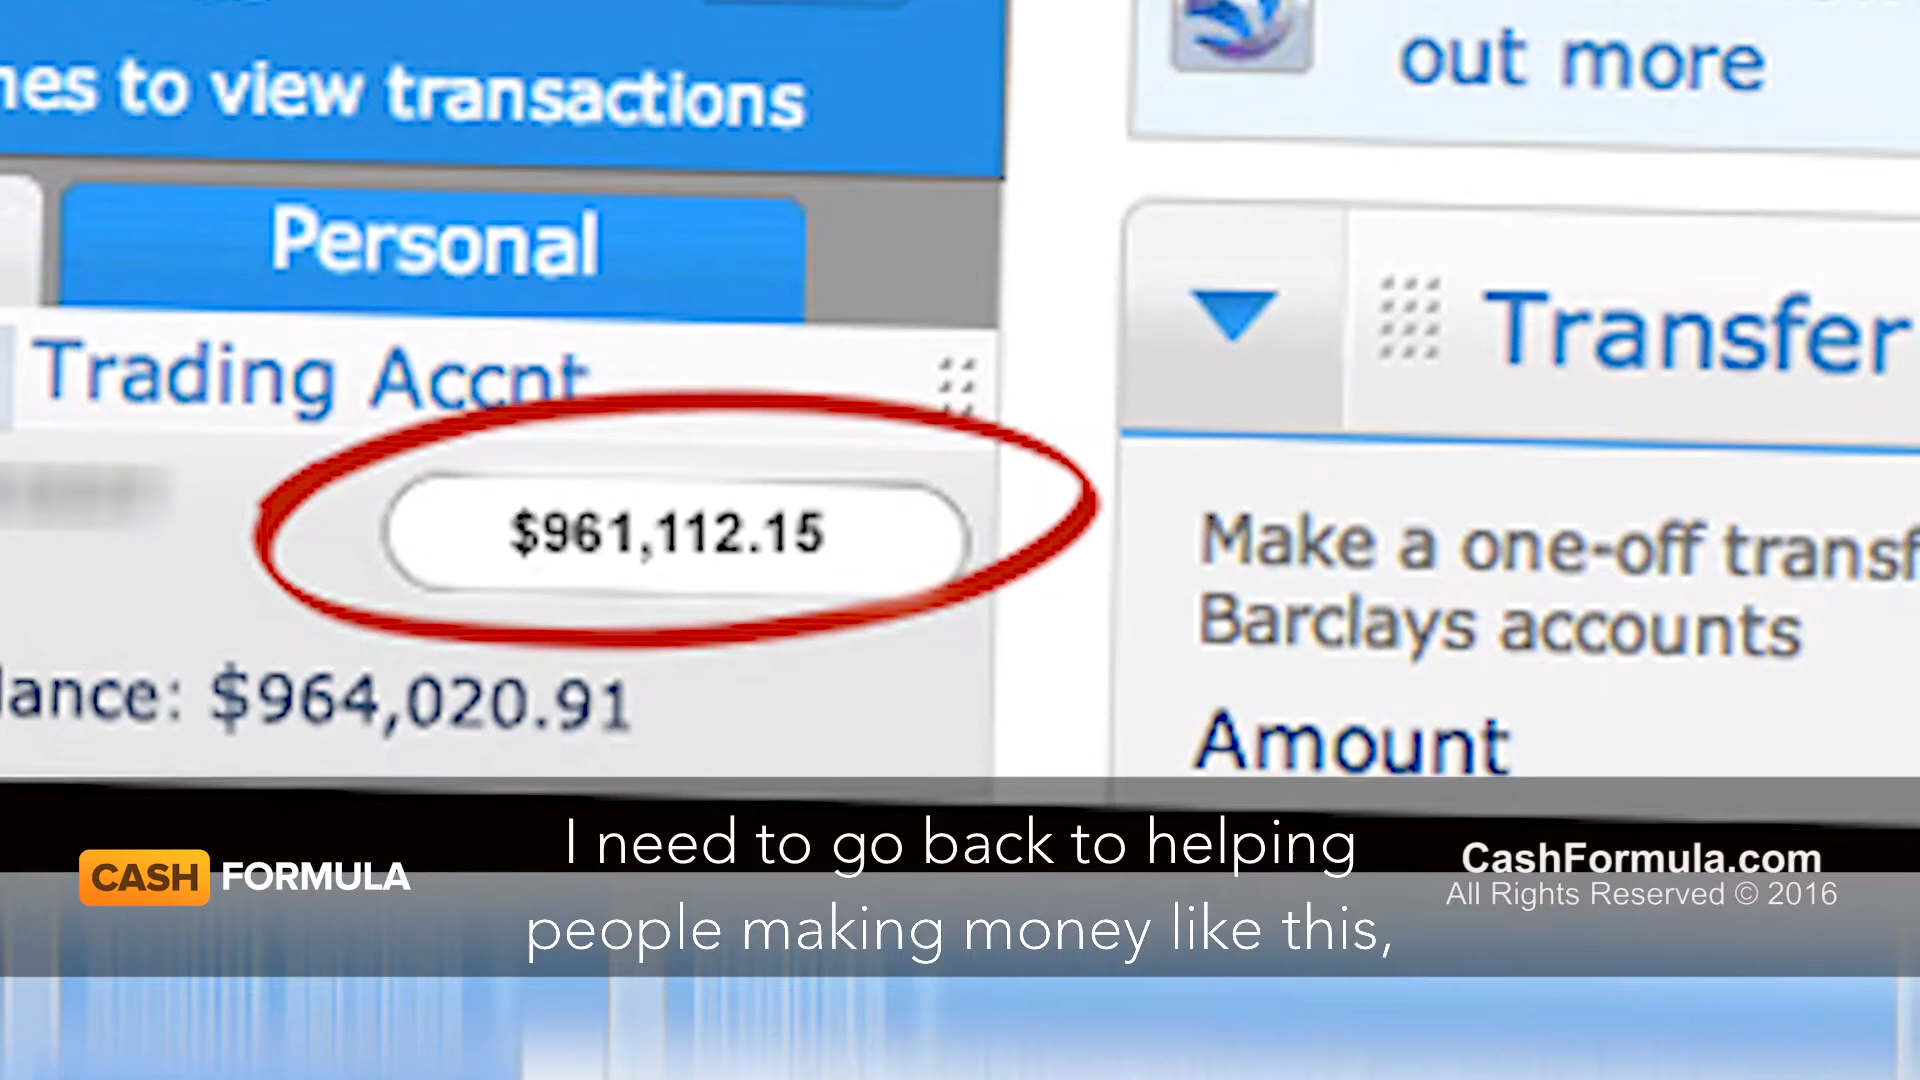 nes to view transactions
out more
Personal
Trading Accnt
$961,112.15
lance: $964,020.91
Transfer
Make a one-off transf
Barclays accounts
Amount
I need to go back to helping
people making money like this,
CASH FORMULA
CashFormula.com
All Rights Reserved © 2016